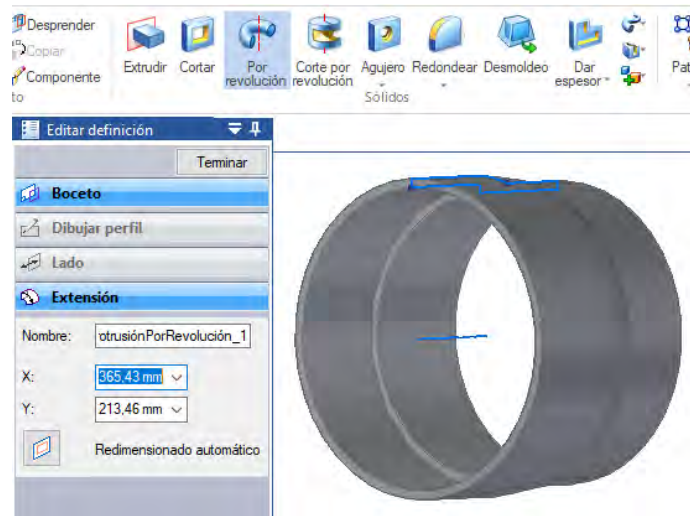 Desprender
Copiar
Componente
to
Extrudir
Cortar
Por
revolución
Corte por
revolución
Agujero
Redondear
Desmoldeo
Dar
espesor
Sólidos
Pat
Editar definición
Terminar
Boceto
Dibujar perfil
Lado
Extensión
Nombre: otrusiónPorRevolución_1
X: 365,43 mm
Y: 213,46 mm
Redimensionado automático